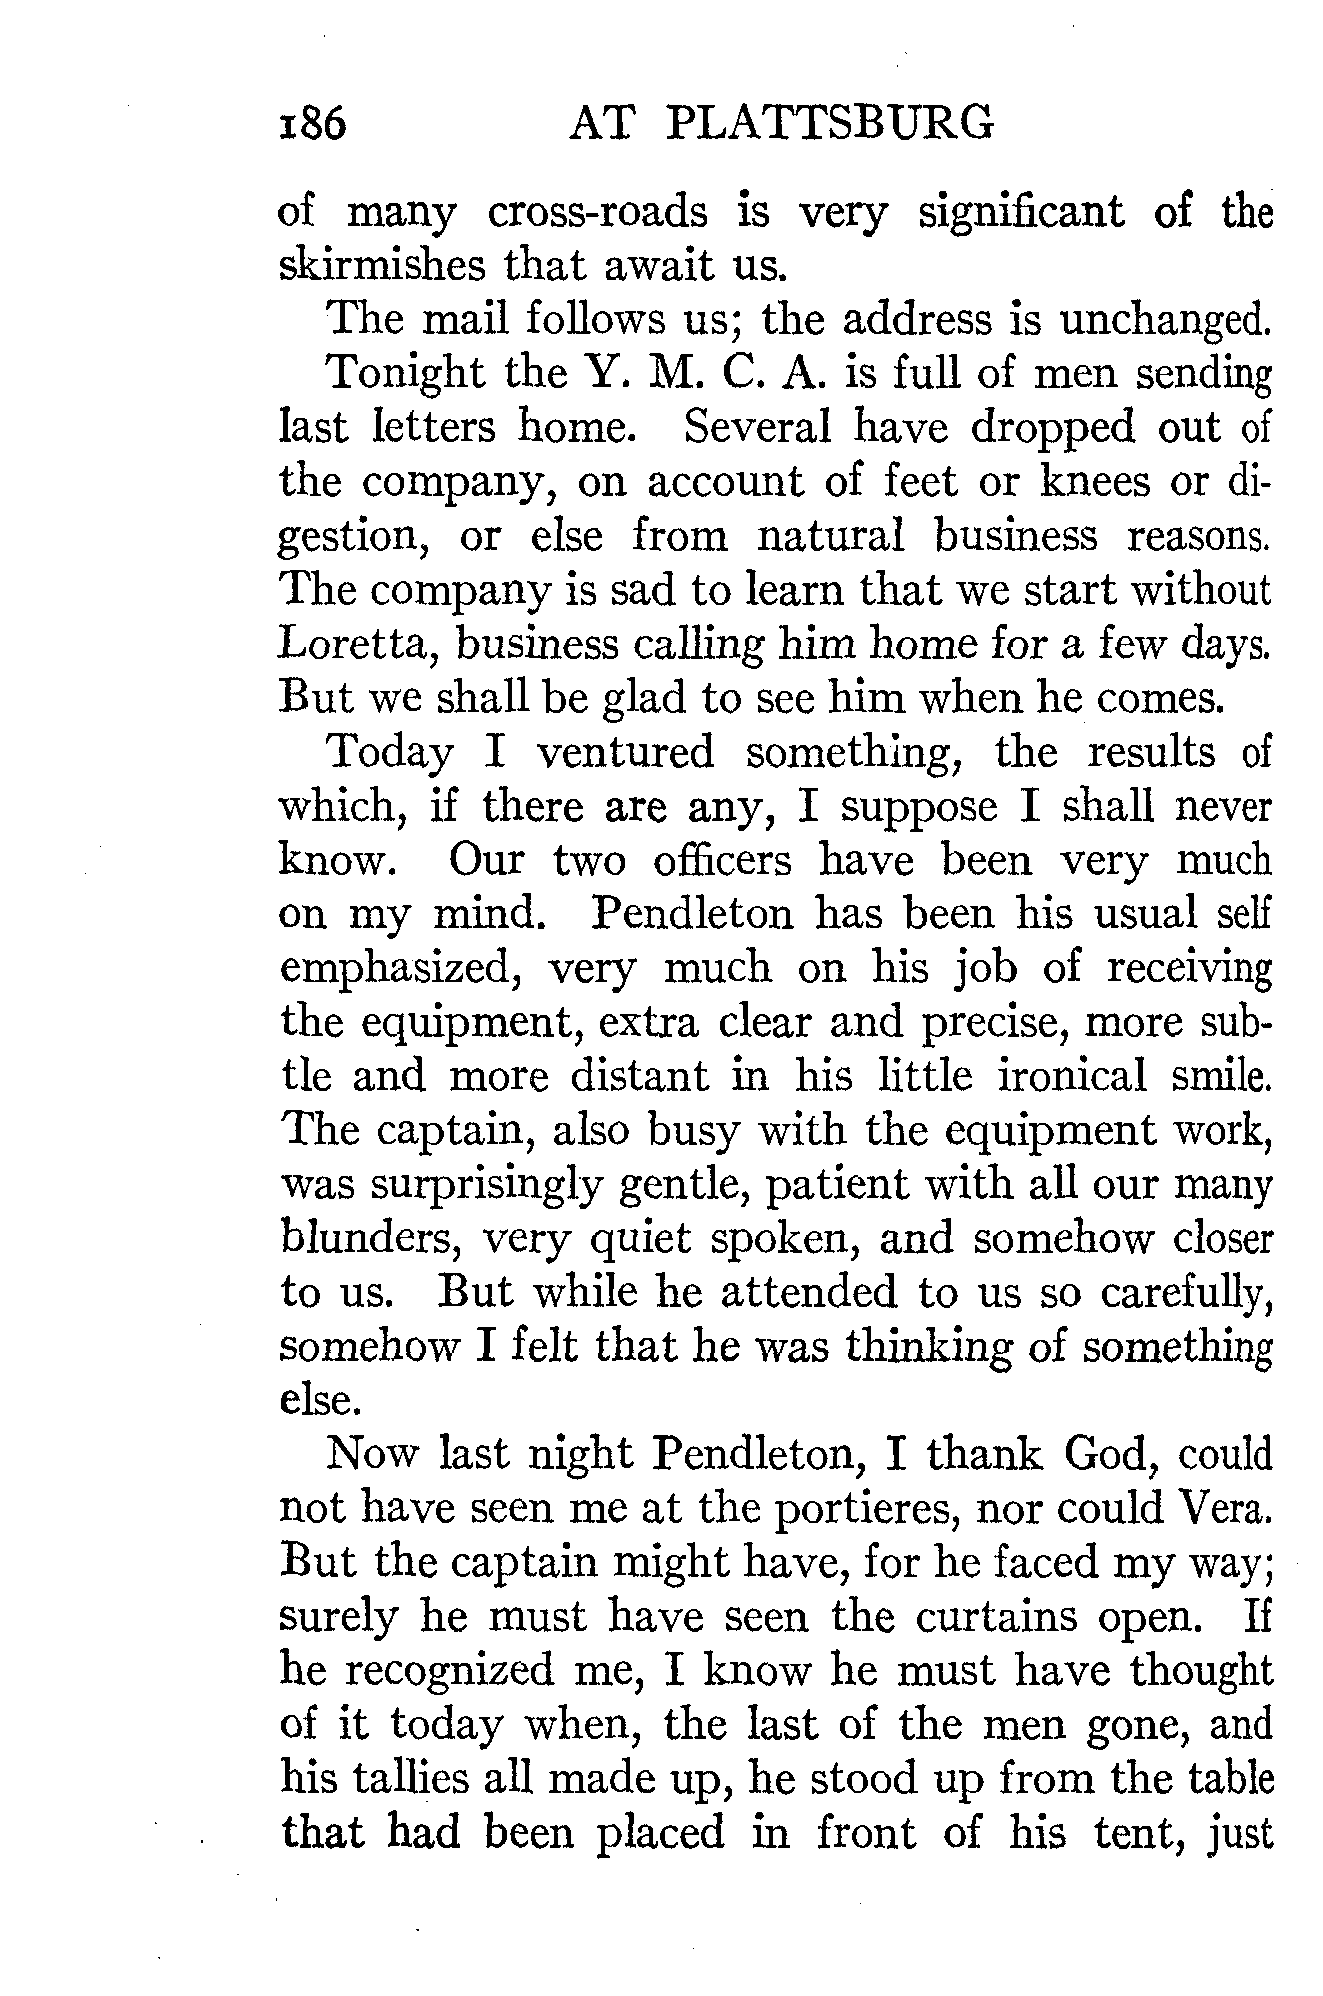 186 AT PLATTSBURG
of many cross-roads is very significant of the
skirmishes that await us.
The mail follows us; the address is unchanged.
Tonight the Y. M. C. A. is full of men sending
last letters home. Several have dropped out of
the company, on account of feet or knees or di-
gestion, or else from natural business reasons.
The company is sad to learn that we start without
Loretta, business calling him home for a few days.
But we shall be glad to see him when he comes.
Today I ventured something, the results of
which, if there are any, I suppose I shall never
know. Our two officers have been very much
on my mind. Pendleton has been his usual self
emphasized, very much on his job of receiving
the equipment, extra clear and precise, more sub-
tle and more distant in his little ironical smile.
The captain, also busy with the equipment work,
was surprisingly gentle, patient with all our many
blunders, very quiet spoken, and somehow closer
to us. But while he attended to us so carefully,
somehow I felt that he was thinking of something
else.
Now last night Pendleton, I thank God, could
not have seen me at the portieres, nor could Vera.
But the captain might have, for he faced my way;
surely he must have seen the curtains open. If
he recognized me, I know he must have thought
of it today when, the last of the men gone, and
his tallies all made up, he stood up from the table
that had been placed in front of his tent, just